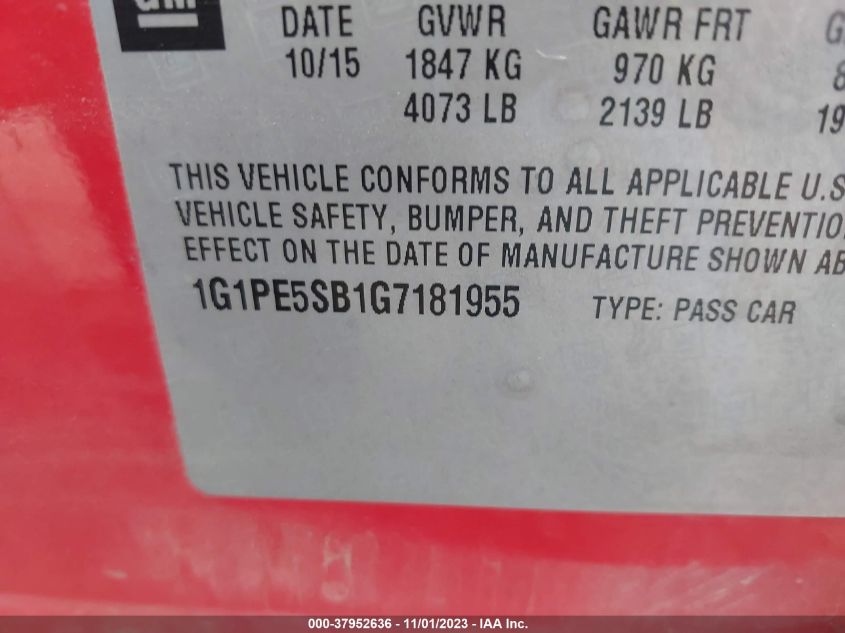 GM
DATE GVWR GAWR FRT
10/15 1847 KG 970 KG
4073 LB 2139 LB 19
THIS VEHICLE CONFORMS TO ALL APPLICABLE U.S
VEHICLE SAFETY, BUMPER, AND THEFT PREVENTIO
EFFECT ON THE DATE OF MANUFACTURE SHOWN AB
1G1PE5SB1G7181955 TYPE: PASS CAR
000-37952636 - 11/01/2023 - IAA Inc.